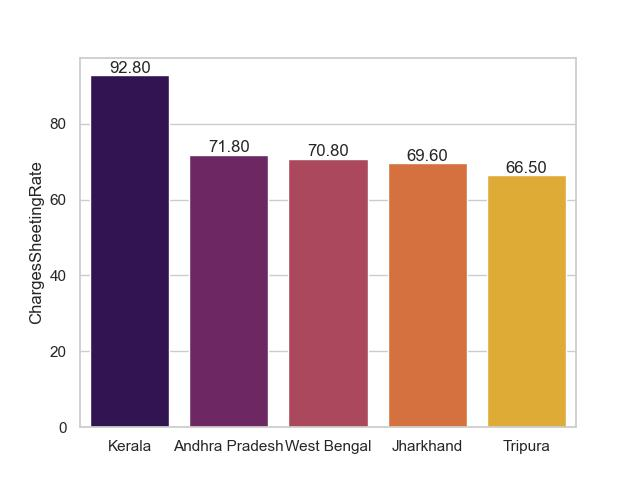 92.80
71.80
70.80
69.60
66.50
ChargesSheetingRate
80
60
40
20
0
Kerala
Andhra Pradesh
West Bengal
Jharkhand
Tripura